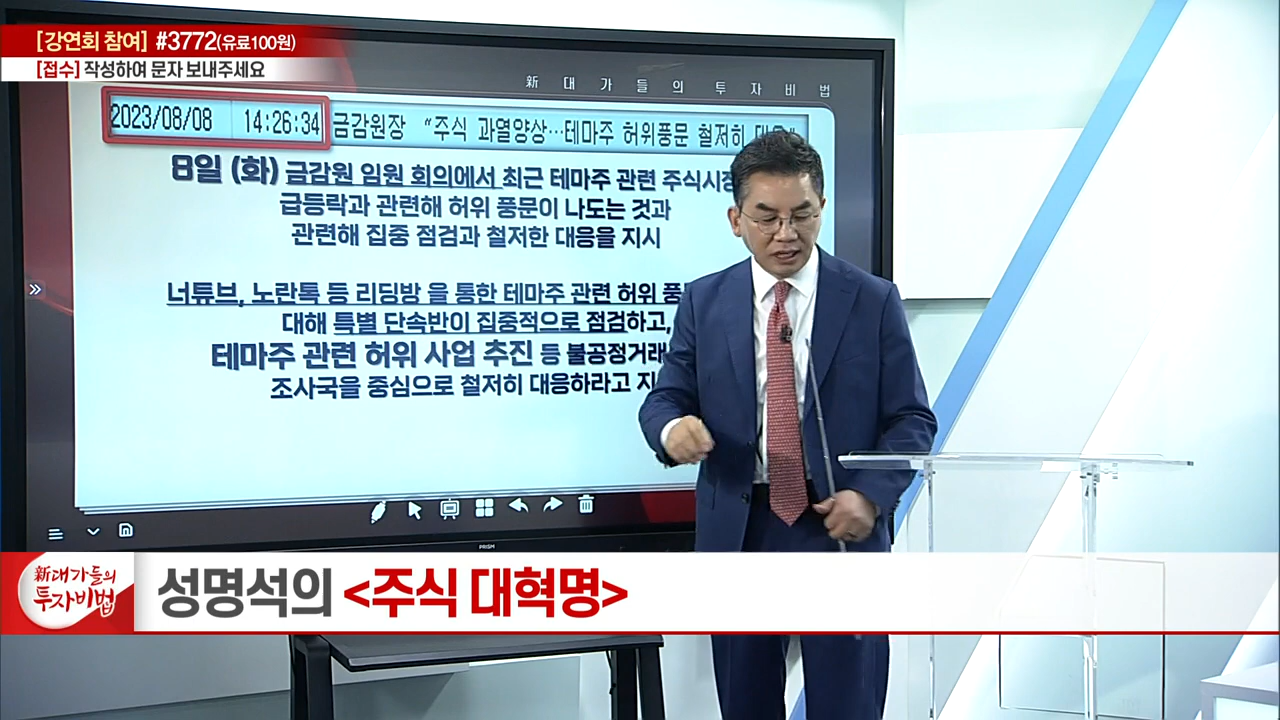 [강연회 참여] #3772(유료100원)
[접수] 작성하여 문자 보내주세요
新 대 가 들 의 투 자 비 법
2023/08/08 14:26:34 금감원장 “주식 과열양상…테마주 허위풍문 철저히
8일 (화) 금감원 임원 회의에서 최근 테마주 관련 주식시장
급등락과 관련해 허위 풍문이 나도는 것과
관련해 집중 점검과 철저한 대응을 지시
너튜브, 노란톡 등 리딩방 을 통한 테마주 관련 허위
대해 특별 단속반이 집중적으로 점검하고,
테마주 관련 허위 사업 추진 등 불공정거래
조사국을 중심으로 철저히 대응하라고
PRISM
新대가들의
투자비법
성명석의 <주식 대혁명>